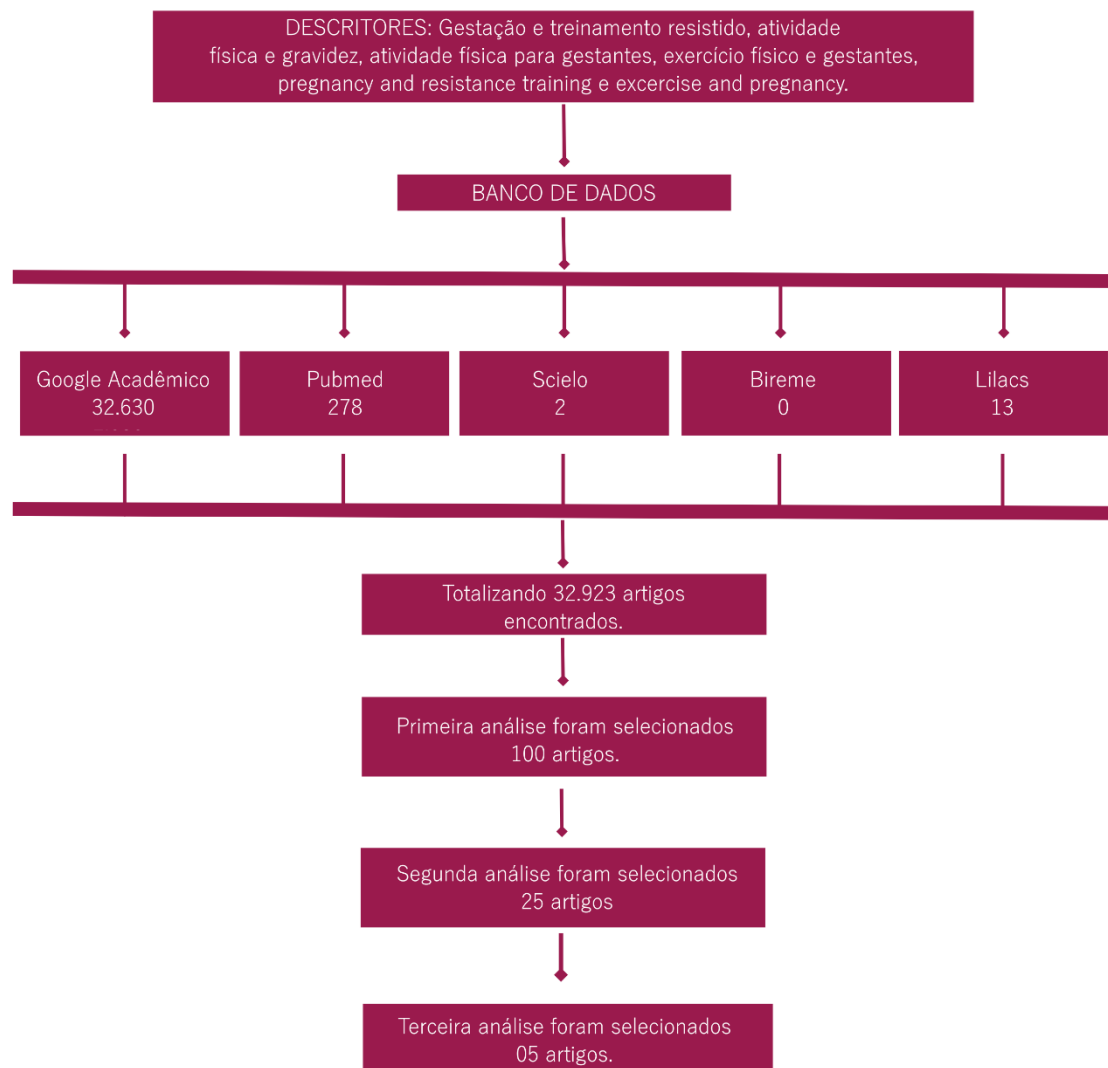 DESCRITORES: Gestação e treinamento resistido, atividade
física e gravidez, atividade física para gestantes, exercício físico e gestantes,
pregnancy and resistance training e excercise and pregnancy.
BANCO DE DADOS
Google Acadêmico
32.630
Pubmed
278
Scielo
2
Bireme
0
Lilacs
13
Totalizando 32.923 artigos
encontrados.
Primeira análise foram selecionados
100 artigos.
Segunda análise foram selecionados
25 artigos
Terceira análise foram selecionados
05 artigos.